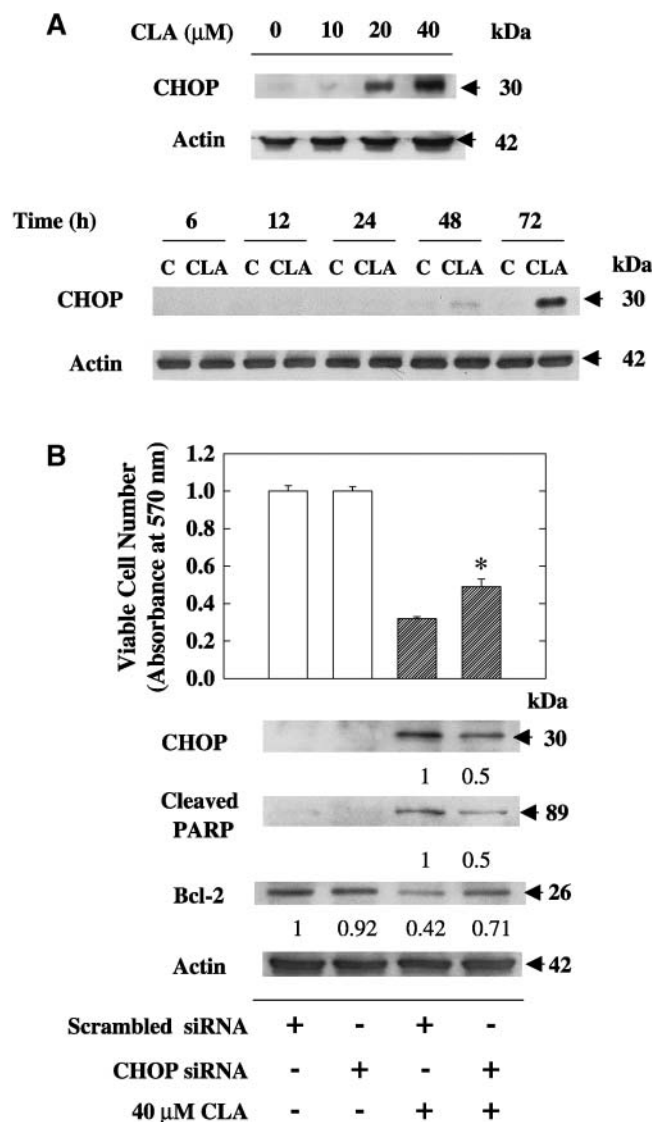 A
CLA (μM) 0 10 20 40 kDa
CHOP 30
Actin 42
Time (h) 6 12 24 48 72
C CLA C CLA C CLA C CLA C CLA kDa
CHOP 30
Actin 42
B
Viable Cell Number
(Absorbance at 570 nm)
1.2
1.0
0.8
0.6
0.4
0.2
0.0
*
kDa
CHOP 30
1 0.5
Cleaved
PARP 89
1 0.5
Bcl-2 26
1 0.92 0.42 0.71
Actin 42
Scrambled siRNA + - + -
CHOP siRNA - + - +
40 μM CLA - - + +